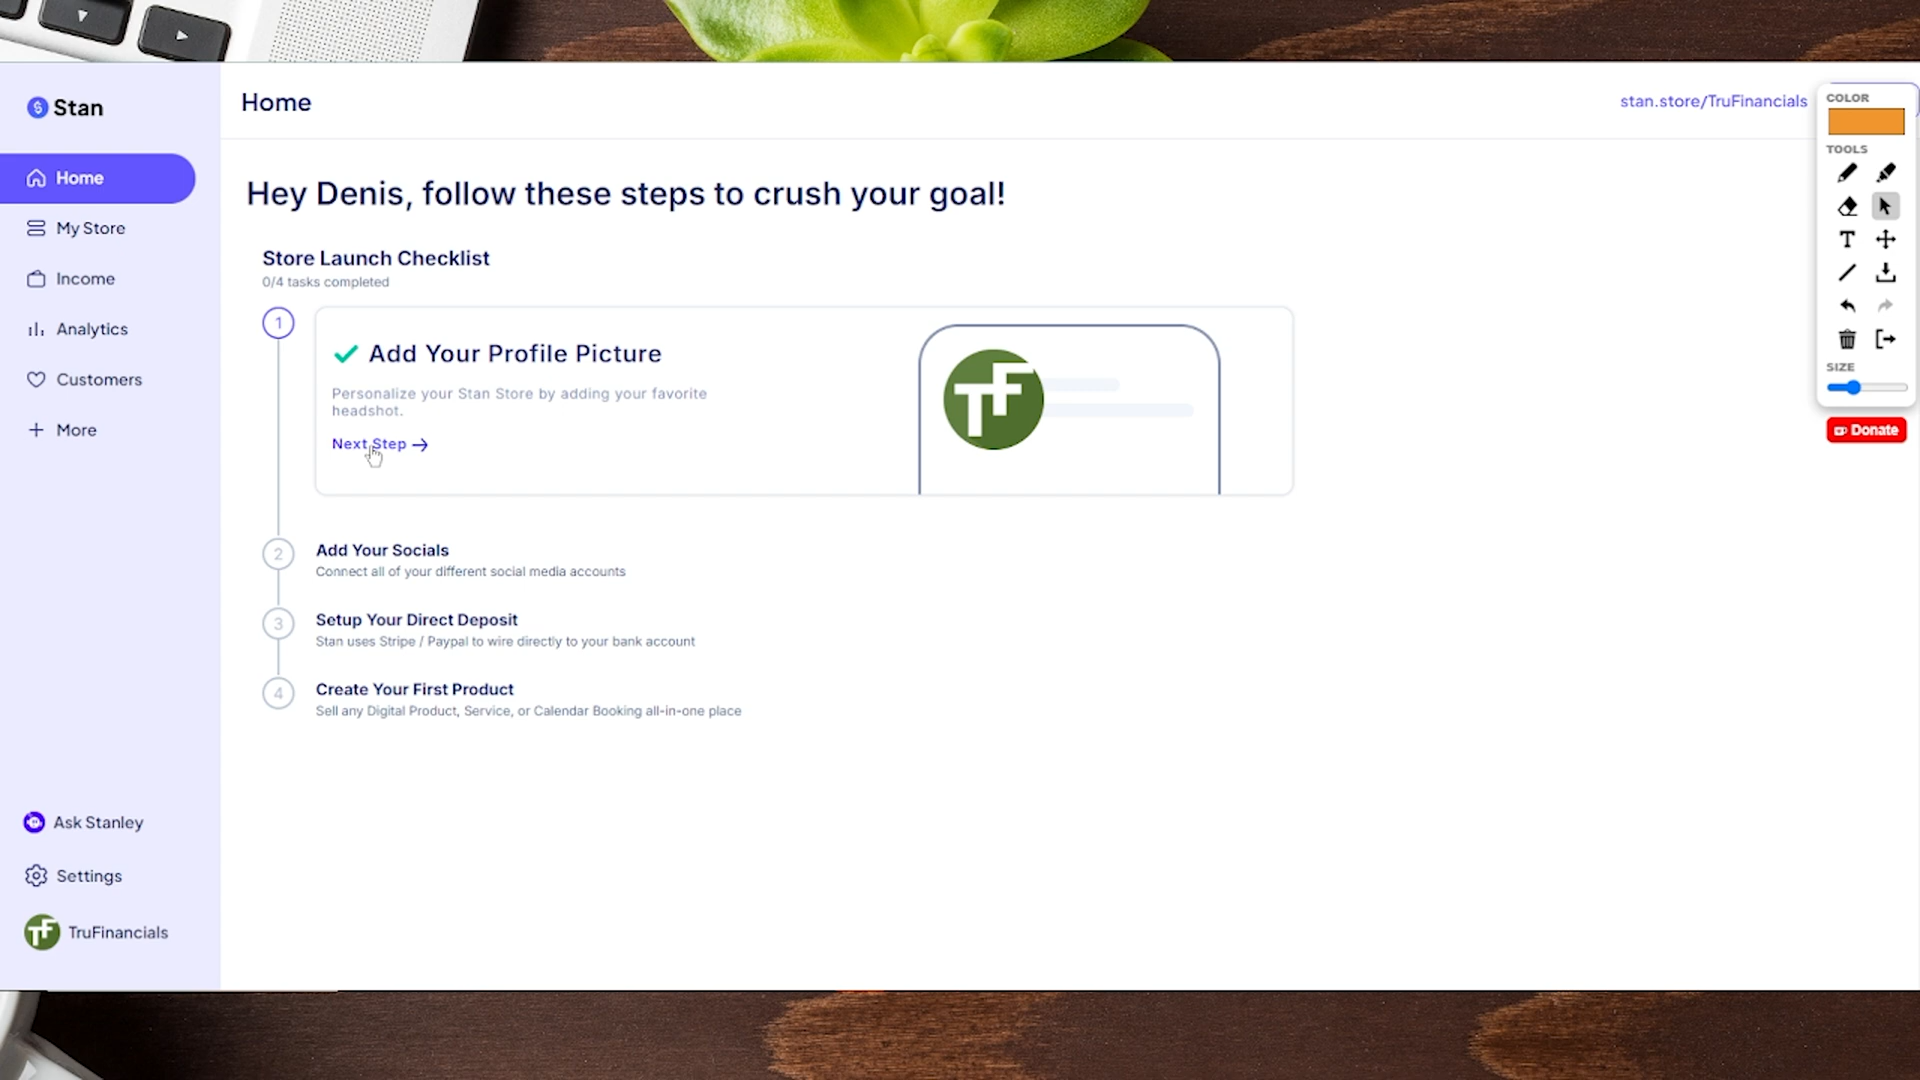 Stan
Home
My Store
Income
Analytics
Customers
More
Ask Stanley
Settings
TF
TruFinancials
Home
stan.store/TruFinancials
Hey Denis, follow these steps to crush your goal!
Store Launch Checklist
0/4 tasks completed
1
Add Your Profile Picture
Personalize your Stan Store by adding your favorite
headshot.
Next Step →
TF
2
Add Your Socials
Connect all of your different social media accounts
3
Setup Your Direct Deposit
Stan uses Stripe / Paypal to wire directly to your bank account
4
Create Your First Product
Sell any Digital Product, Service, or Calendar Booking all-in-one place
COLOR
TOOLS
T
SIZE
Donate